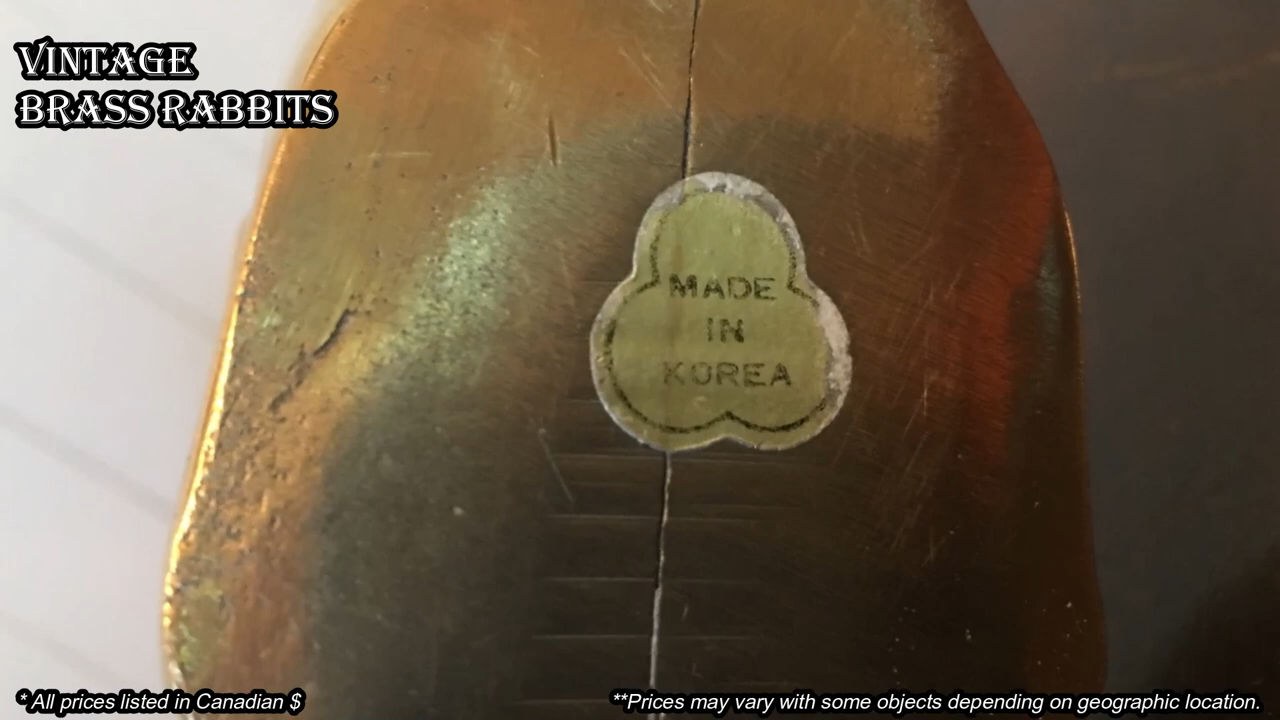 VINTAGE
BRASS RABBITS
MADE
IN
KOREA
* All prices listed in Canadian $
**Prices may vary with some objects depending on geographic location.